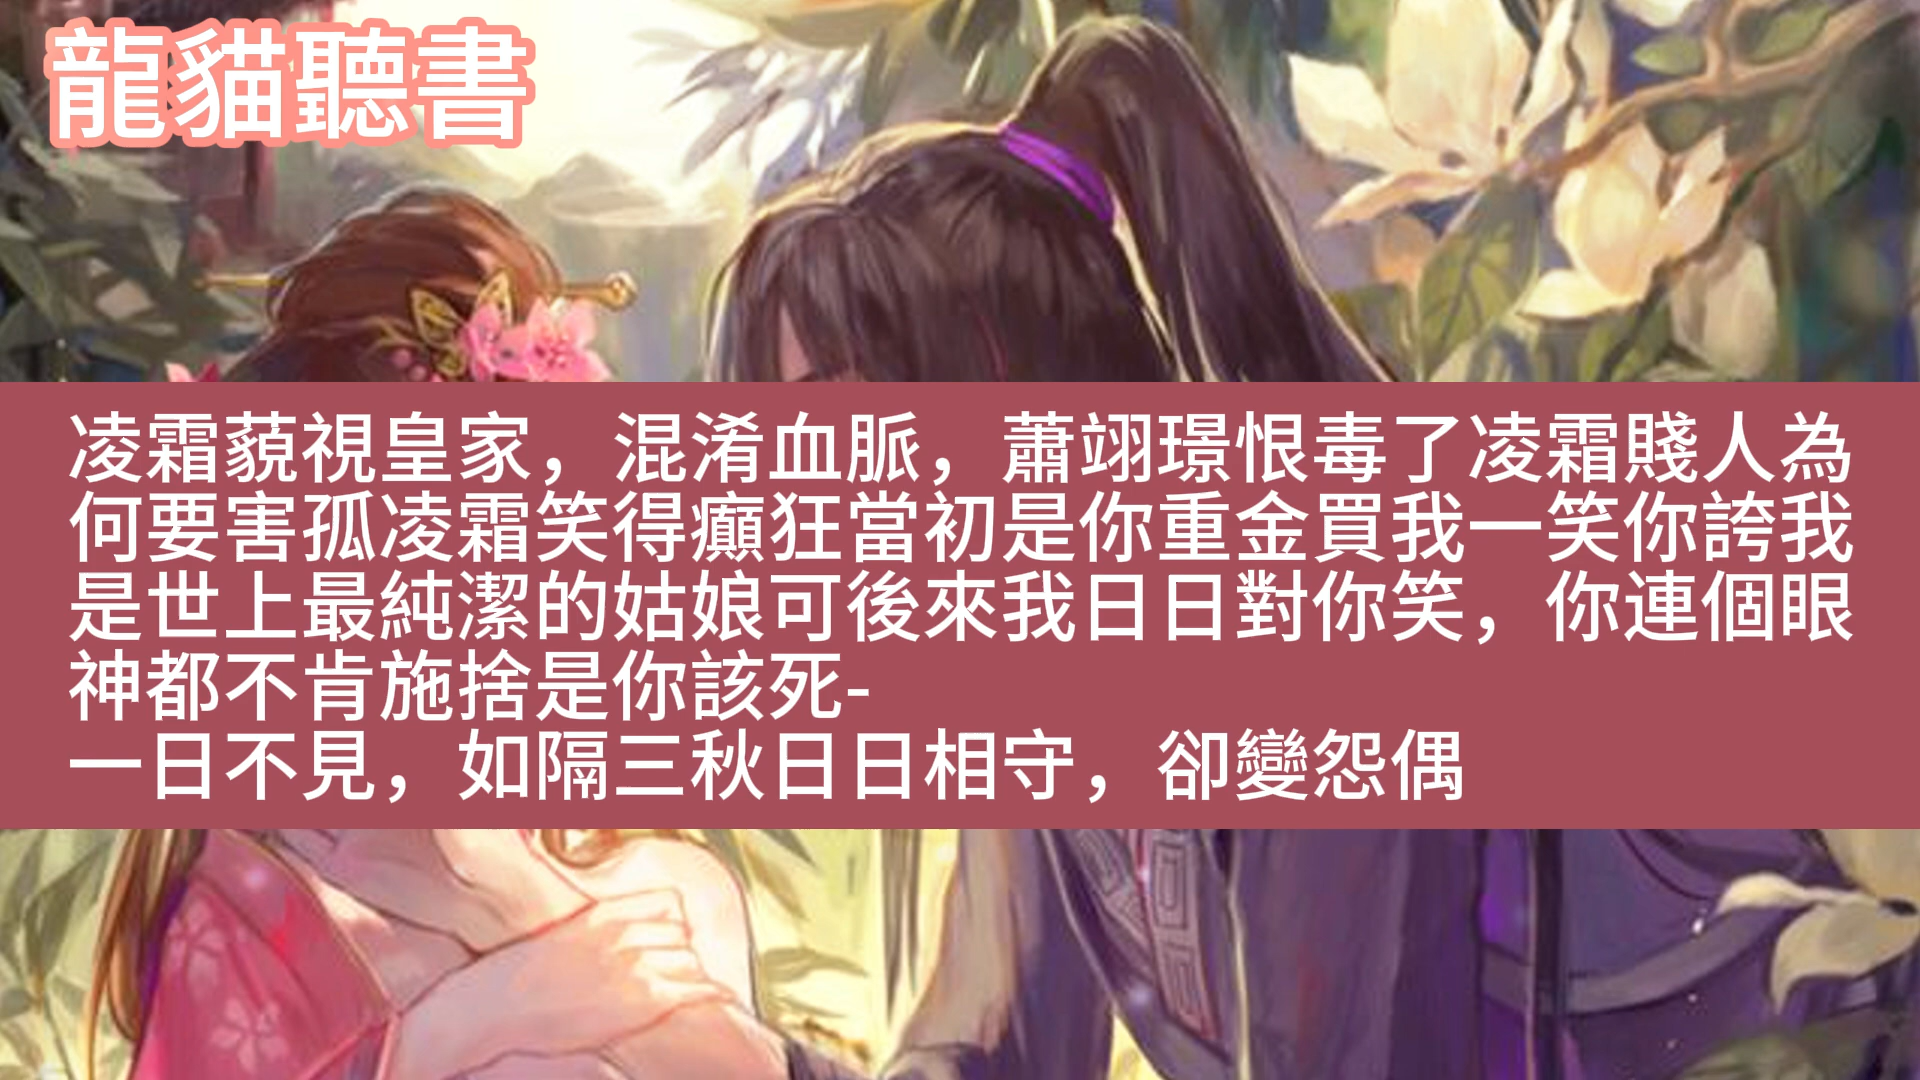 龍貓聽書
凌霜藐視皇家，混淆血脈，蕭翊璟恨毒了凌霜賤人為
何要害孤凌霜笑得癲狂當初是你重金買我一笑你誇我
是世上最純潔的姑娘可後來我日日對你笑，你連個眼
神都不肯施捨是你該死-
一日不見，如隔三秋日日相守，卻變怨偶